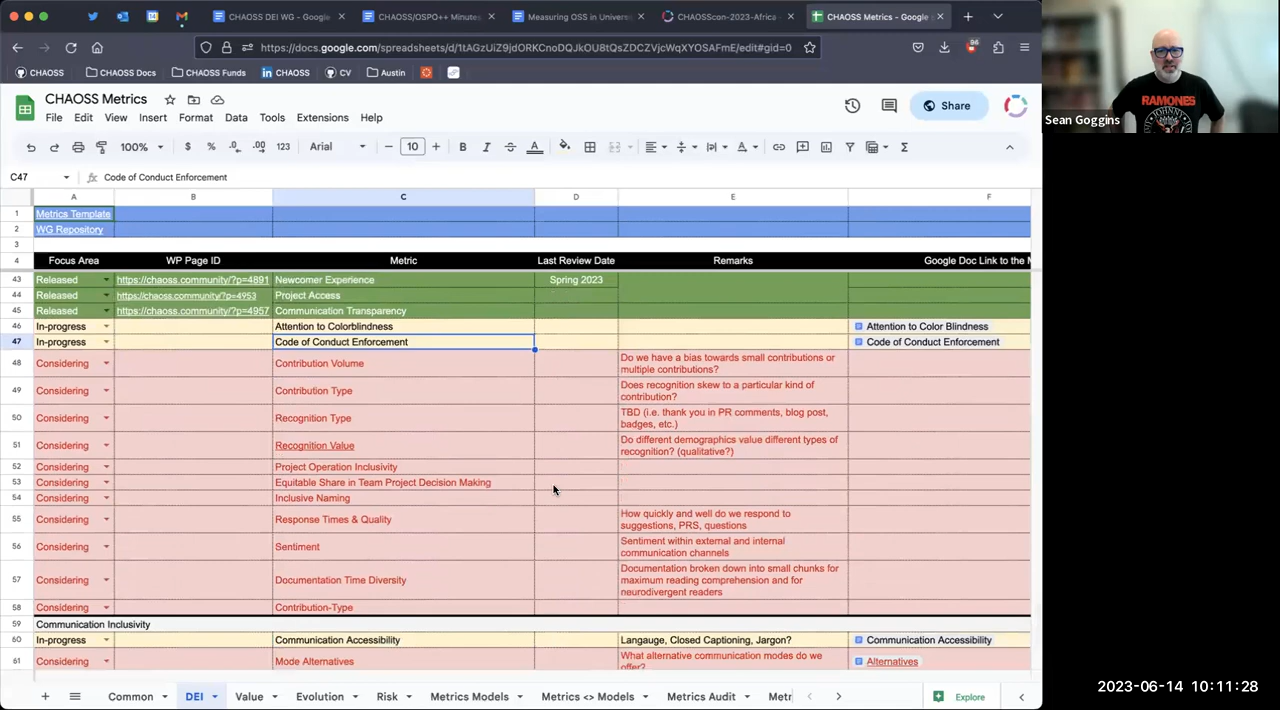 CHAOSS DEI WG - Google
CHAOSS/OSPO++ Minutes
Measuring OSS in Universi
CHAOSScon-2023-Africa -
CHAOSS Metrics - Google
https://docs.google.com/spreadsheets/d/1tAGzUiZ9jdORKCnoDQJkOU8tQsZDCZVjcWqXYOSAFmE/edit#gid=0
CHAOSS
CHAOSS Docs
CHAOSS Funds
CHAOSS
CV
Austin
CHAOSS Metrics
File Edit View Insert Format Data Tools Extensions Help
Share
100% $ % .0 .00 123 Arial 10 B I A
C47 fx Code of Conduct Enforcement
A B C D E F
1 Metrics Template
2 WG Repository
3
4 Focus Area WP Page ID Metric Last Review Date Remarks Google Doc Link to the M
43 Released https://chaoss.community/?p=4891 Newcomer Experience Spring 2023
44 Released https://chaoss.community/?p=4953 Project Access
45 Released https://chaoss.community/?p=4957 Communication Transparency
46 In-progress Attention to Colorblindness Attention to Color Blindness
47 In-progress Code of Conduct Enforcement Code of Conduct Enforcement
48 Considering Contribution Volume Do we have a bias towards small contributions or
multiple contributions?
49 Considering Contribution Type Does recognition skew to a particular kind of
contribution?
50 Considering Recognition Type TBD (i.e. thank you in PR comments, blog post,
badges, etc.)
51 Considering Recognition Value Do different demographics value different types of
recognition? (qualitative?)
52 Considering Project Operation Inclusivity
53 Considering Equitable Share in Team Project Decision Making
54 Considering Inclusive Naming
55 Considering Response Times & Quality How quickly and well do we respond to
suggestions, PRS, questions
56 Considering Sentiment Sentiment within external and internal
communication channels
57 Considering Documentation Time Diversity Documentation broken down into small chunks for
maximum reading comprehension and for
neurodivergent readers
58 Considering Contribution-Type
59 Communication Inclusivity
60 In-progress Communication Accessibility Langauge, Closed Captioning, Jargon? Communication Accessibility
61 Considering Mode Alternatives What alternative communication modes do we
offer? Alternatives
Common DEI Value Evolution Risk Metrics Models Metrics <> Models Metrics Audit Metr Explore
RAMONES
JOHNNY
Sean Goggins
2023-06-14 10:11:28